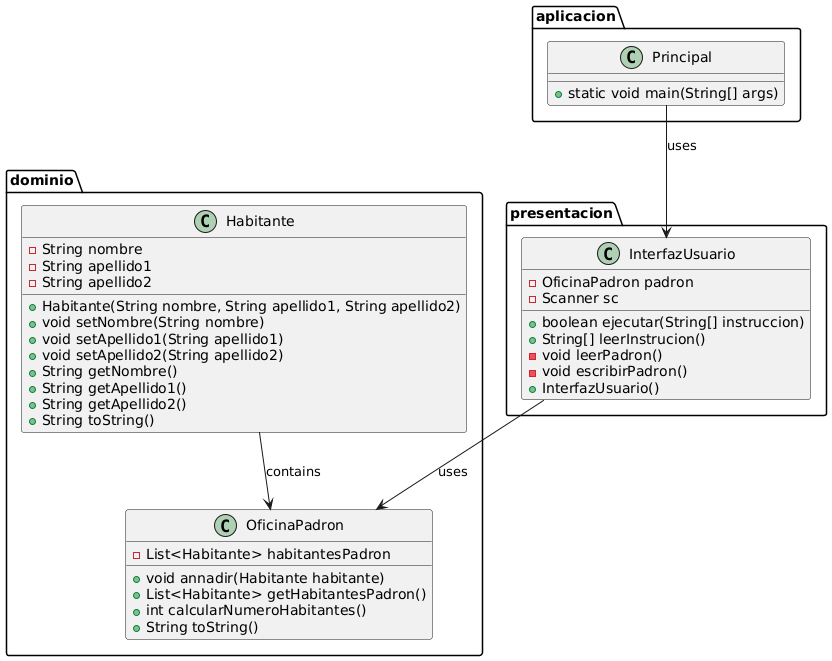 aplicacion
C Principal
static void main(String[] args)
uses
dominio
C Habitante
String nombre
String apellido1
String apellido2
Habitante(String nombre, String apellido1, String apellido2)
void setNombre(String nombre)
void setApellido1(String apellido1)
void setApellido2(String apellido2)
String getNombre()
String getApellido1()
String getApellido2()
String toString()
presentacion
C InterfazUsuario
OficinaPadron padron
Scanner sc
boolean ejecutar(String[] instruccion)
String[] leerInstrucion()
void leerPadron()
void escribirPadron()
InterfazUsuario()
contains
uses
C OficinaPadron
List<Habitante> habitantesPadron
void annadir(Habitante habitante)
List<Habitante> getHabitantesPadron()
int calcularNumeroHabitantes()
String toString()